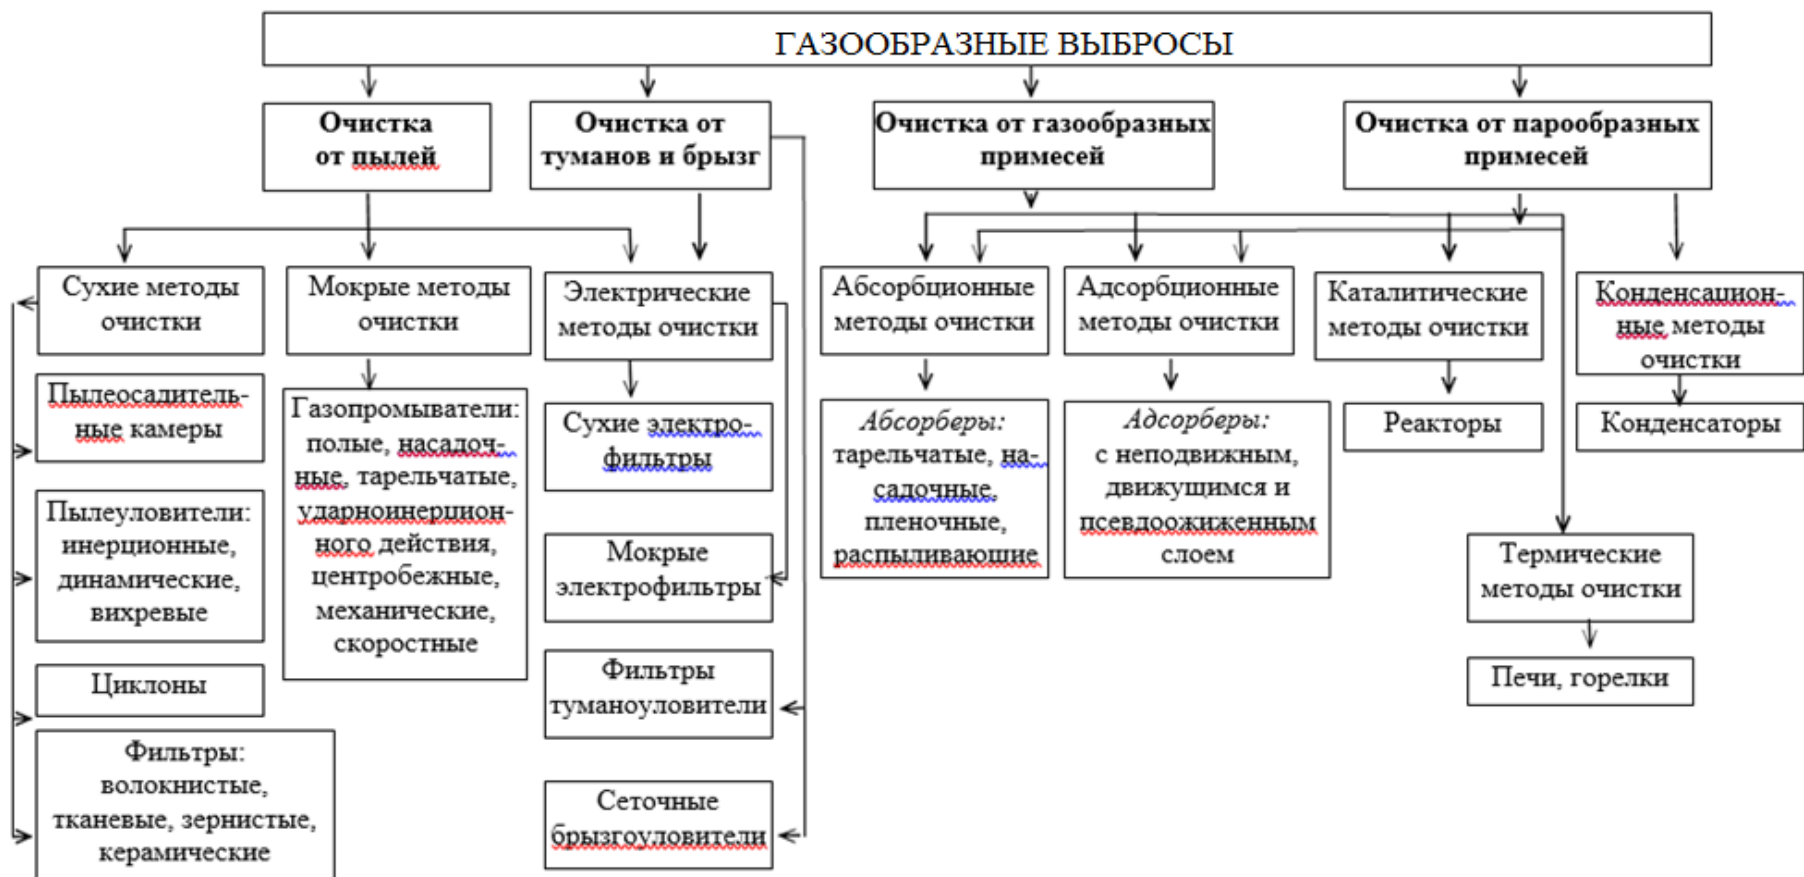 ГАЗООБРАЗНЫЕ ВЫБРОСЫ
Очистка
от пылей
Очистка от
туманов и брызг
Очистка от газообразных
примесей
Очистка от парообразных
примесей
Сухие методы
очистки
Мокрые методы
очистки
Электрические
методы очистки
Абсорбционные
методы очистки
Адсорбционные
методы очистки
Каталитические
методы очистки
Конденсацион-
ные методы
очистки
Пылеосадитель-
ные камеры
Пылеуловители:
инерционные,
динамические,
вихревые
Циклоны
Фильтры:
волокнистые,
тканевые, зернистые,
керамические
Газопромыватели:
полые, насадоч-
ные, тарельчатые,
ударноинерцион-
ного действия,
центробежные,
механические,
скоростные
Сухие электро-
фильтры
Мокрые
электрофильтры
Фильтры
туманоуловители
Сеточные
брызгоуловители
Абсорберы:
тарельчатые, на-
садочные,
пленочные,
распыливающие
Адсорберы:
с неподвижным,
движущимся и
псевдоожиженным
слоем
Реакторы
Конденсаторы
Термические
методы очистки
Печи, горелки